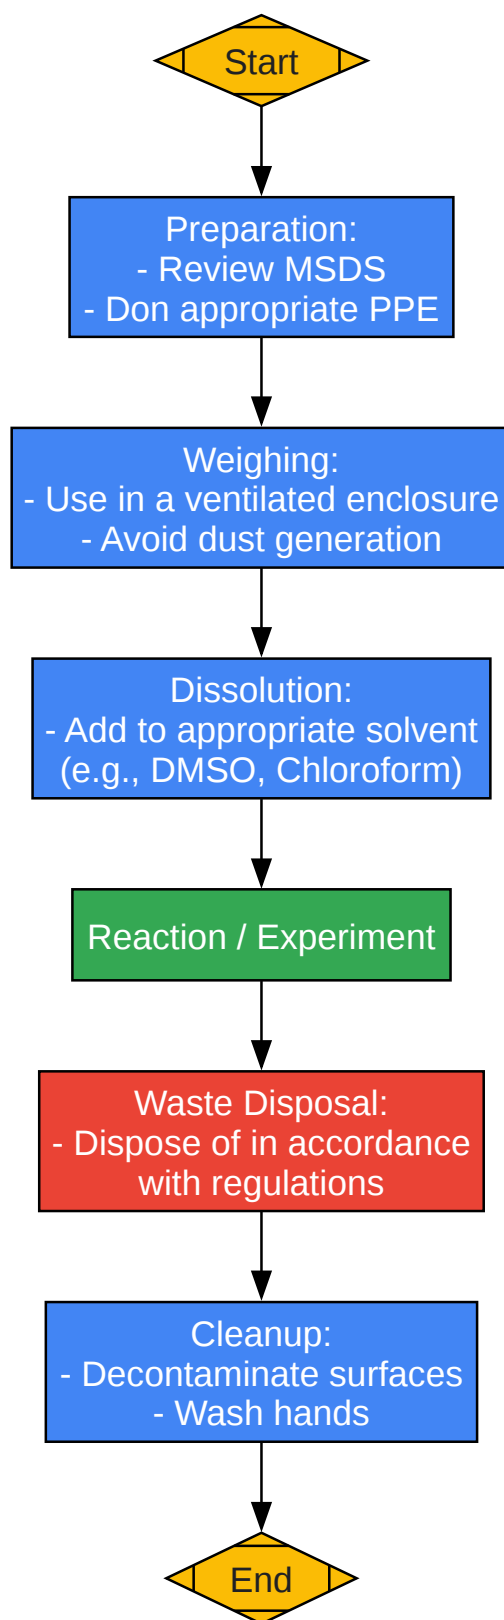 Start
Preparation:
- Review MSDS
- Don appropriate PPE
Weighing:
- Use in a ventilated enclosure
- Avoid dust generation
Dissolution:
- Add to appropriate solvent
(e.g., DMSO, Chloroform)
Reaction / Experiment
Waste Disposal:
- Dispose of in accordance
with regulations
Cleanup:
- Decontaminate surfaces
- Wash hands
End